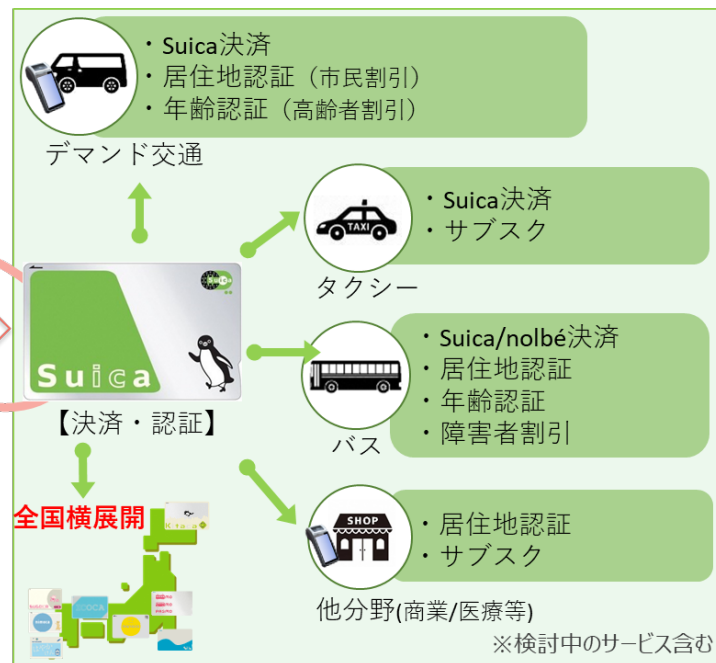 ・Suica決済
・居住地認証（市民割引）
・年齢認証（高齢者割引）
デマンド交通
・Suica決済
・サブスク
TAXI
タクシー
Suica
【決済・認証】
・Suica/nolbé決済
・居住地認証
・年齢認証
・障害者割引
バス
全国横展開
SHOP
・居住地認証
・サブスク
他分野(商業/医療等)
※検討中のサービス含む